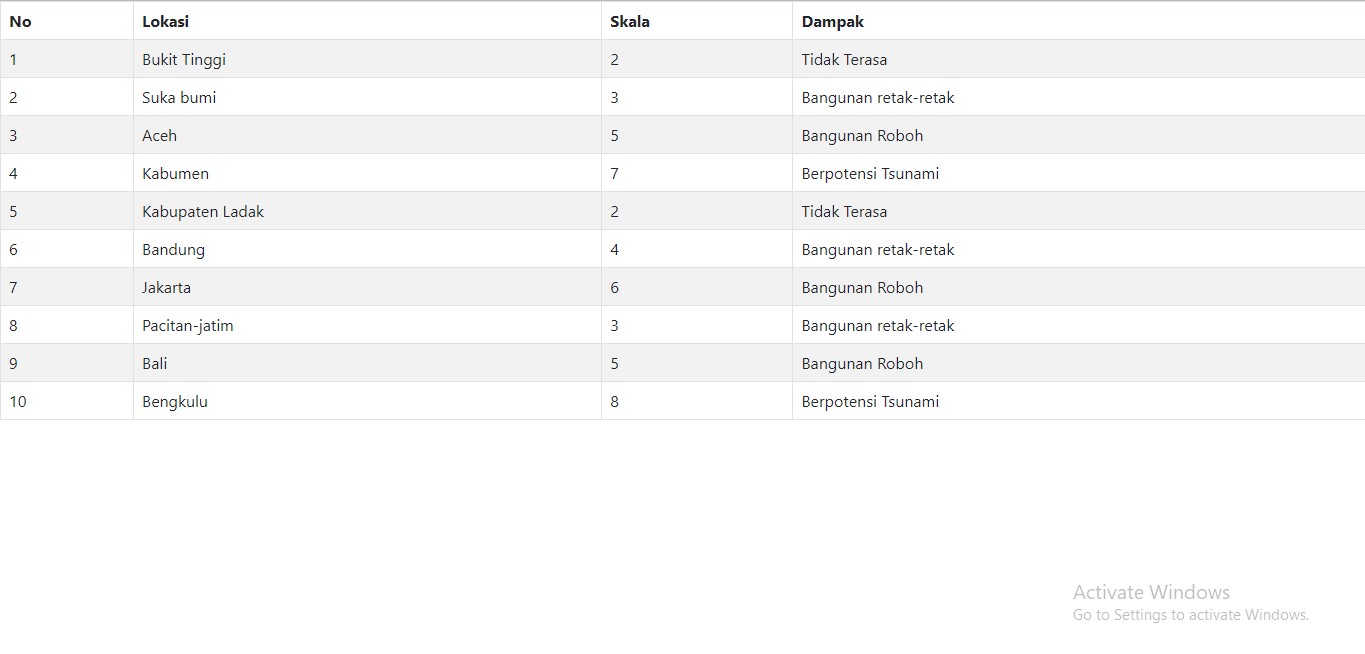 No Lokasi Skala Dampak
1 Bukit Tinggi 2 Tidak Terasa
2 Suka bumi 3 Bangunan retak-retak
3 Aceh 5 Bangunan Roboh
4 Kabumen 7 Berpotensi Tsunami
5 Kabupaten Ladak 2 Tidak Terasa
6 Bandung 4 Bangunan retak-retak
7 Jakarta 6 Bangunan Roboh
8 Pacitan-jatim 3 Bangunan retak-retak
9 Bali 5 Bangunan Roboh
10 Bengkulu 8 Berpotensi Tsunami
Activate Windows
Go to Settings to activate Windows.